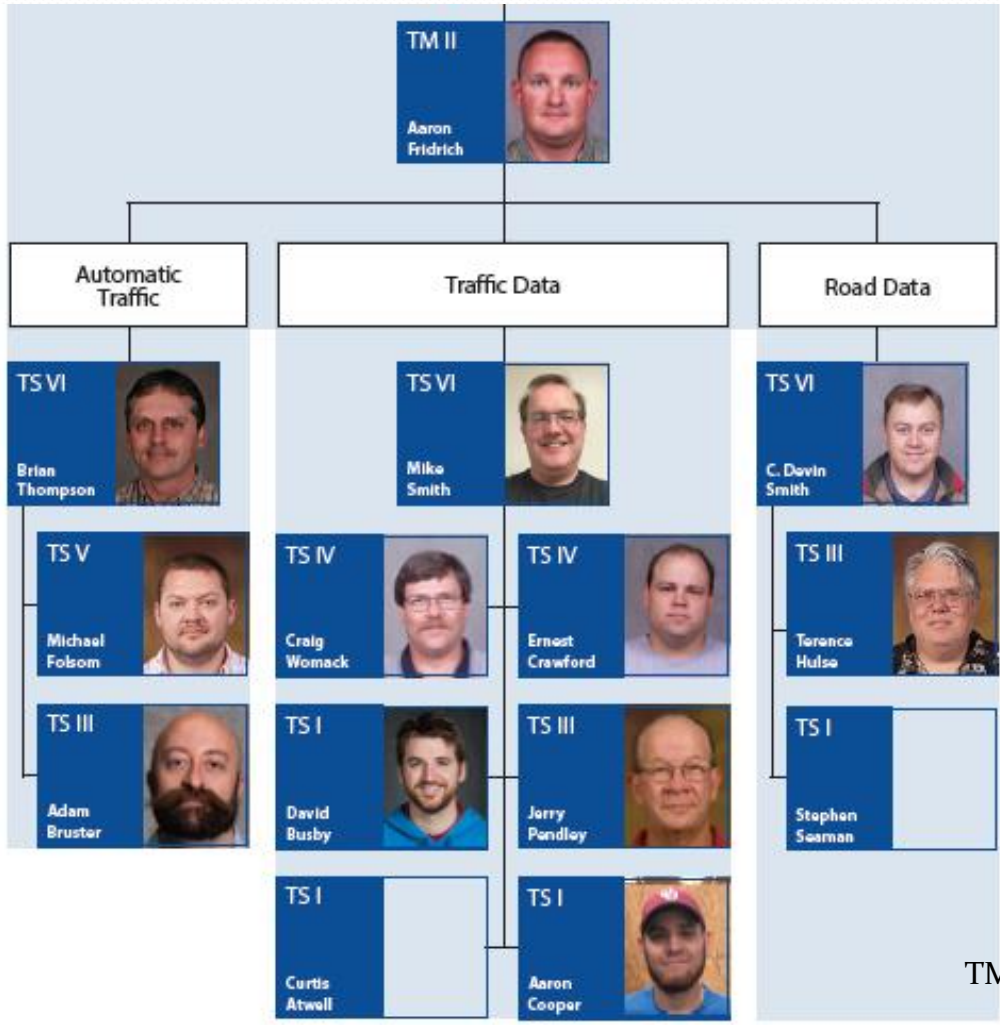 TM II
Aaron
Fridrich
Automatic
Traffic
Traffic Data
Road Data
TS VI
Brian
Thompson
TS VI
Mike
Smith
TS VI
C. Devin
Smith
TS V
Michael
Folsom
TS IV
Craig
Womack
TS IV
Ernest
Crawford
TS III
Terence
Hulse
TS III
Adam
Bruster
TS I
David
Busby
TS III
Jerry
Pendley
TS I
Stephen
Seaman
TS I
Curtis
Atwell
TS I
Aaron
Cooper
TM